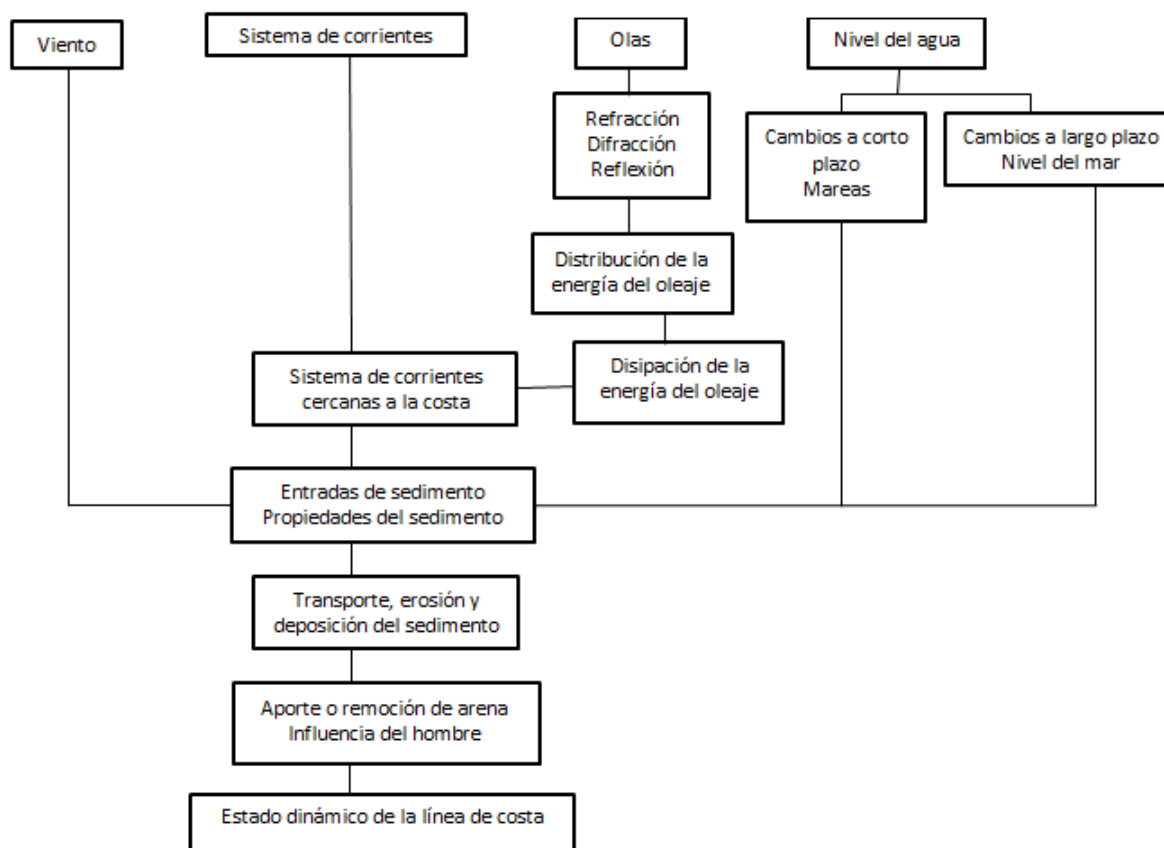 Viento
Sistema de corrientes
Olas
Nivel del agua
Refracción
Difracción
Reflexión
Cambios a corto
plazo
Mareas
Cambios a largo plazo
Nivel del mar
Distribución de la
energía del oleaje
Disipación de la
energía del oleaje
Sistema de corrientes
cercanas a la costa
Entradas de sedimento
Propiedades del sedimento
Transporte, erosión y
deposición del sedimento
Aporte o remoción de arena
Influencia del hombre
Estado dinámico de la línea de costa